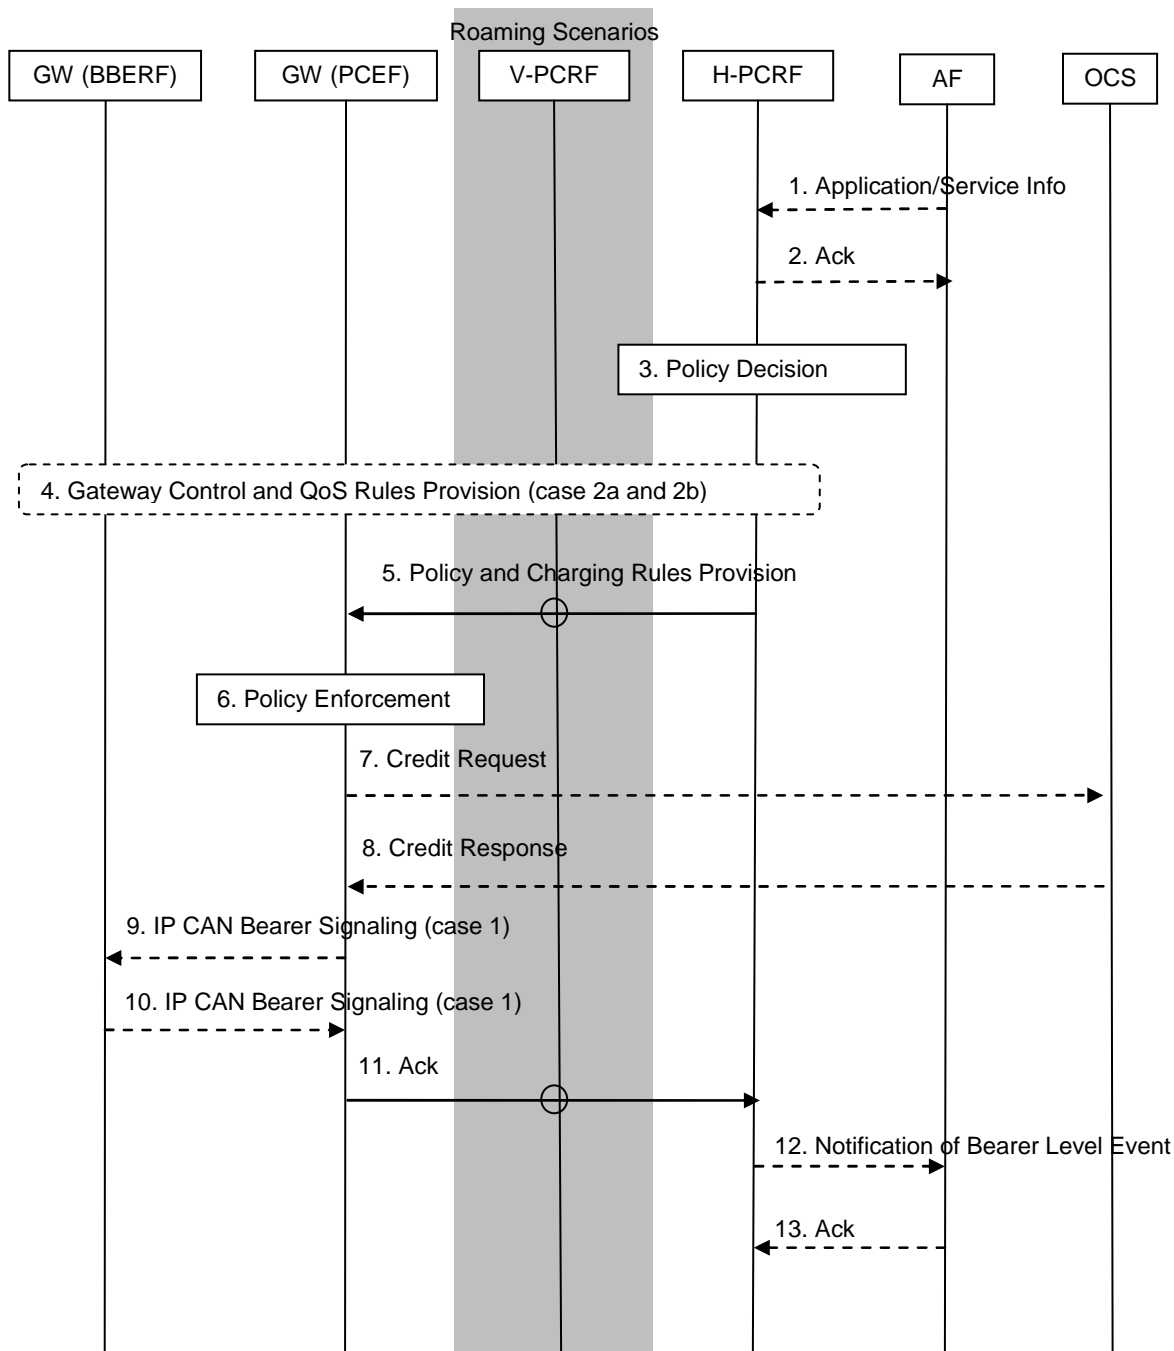 Roaming Scenarios
GW (BBERF)
GW (PCEF)
V-PCRF
H-PCRF
AF
OCS
1. Application/Service Info
2. Ack
3. Policy Decision
4. Gateway Control and QoS Rules Provision (case 2a and 2b)
5. Policy and Charging Rules Provision
6. Policy Enforcement
7. Credit Request
8. Credit Response
9. IP CAN Bearer Signaling (case 1)
10. IP CAN Bearer Signaling (case 1)
11. Ack
12. Notification of Bearer Level Event
13. Ack